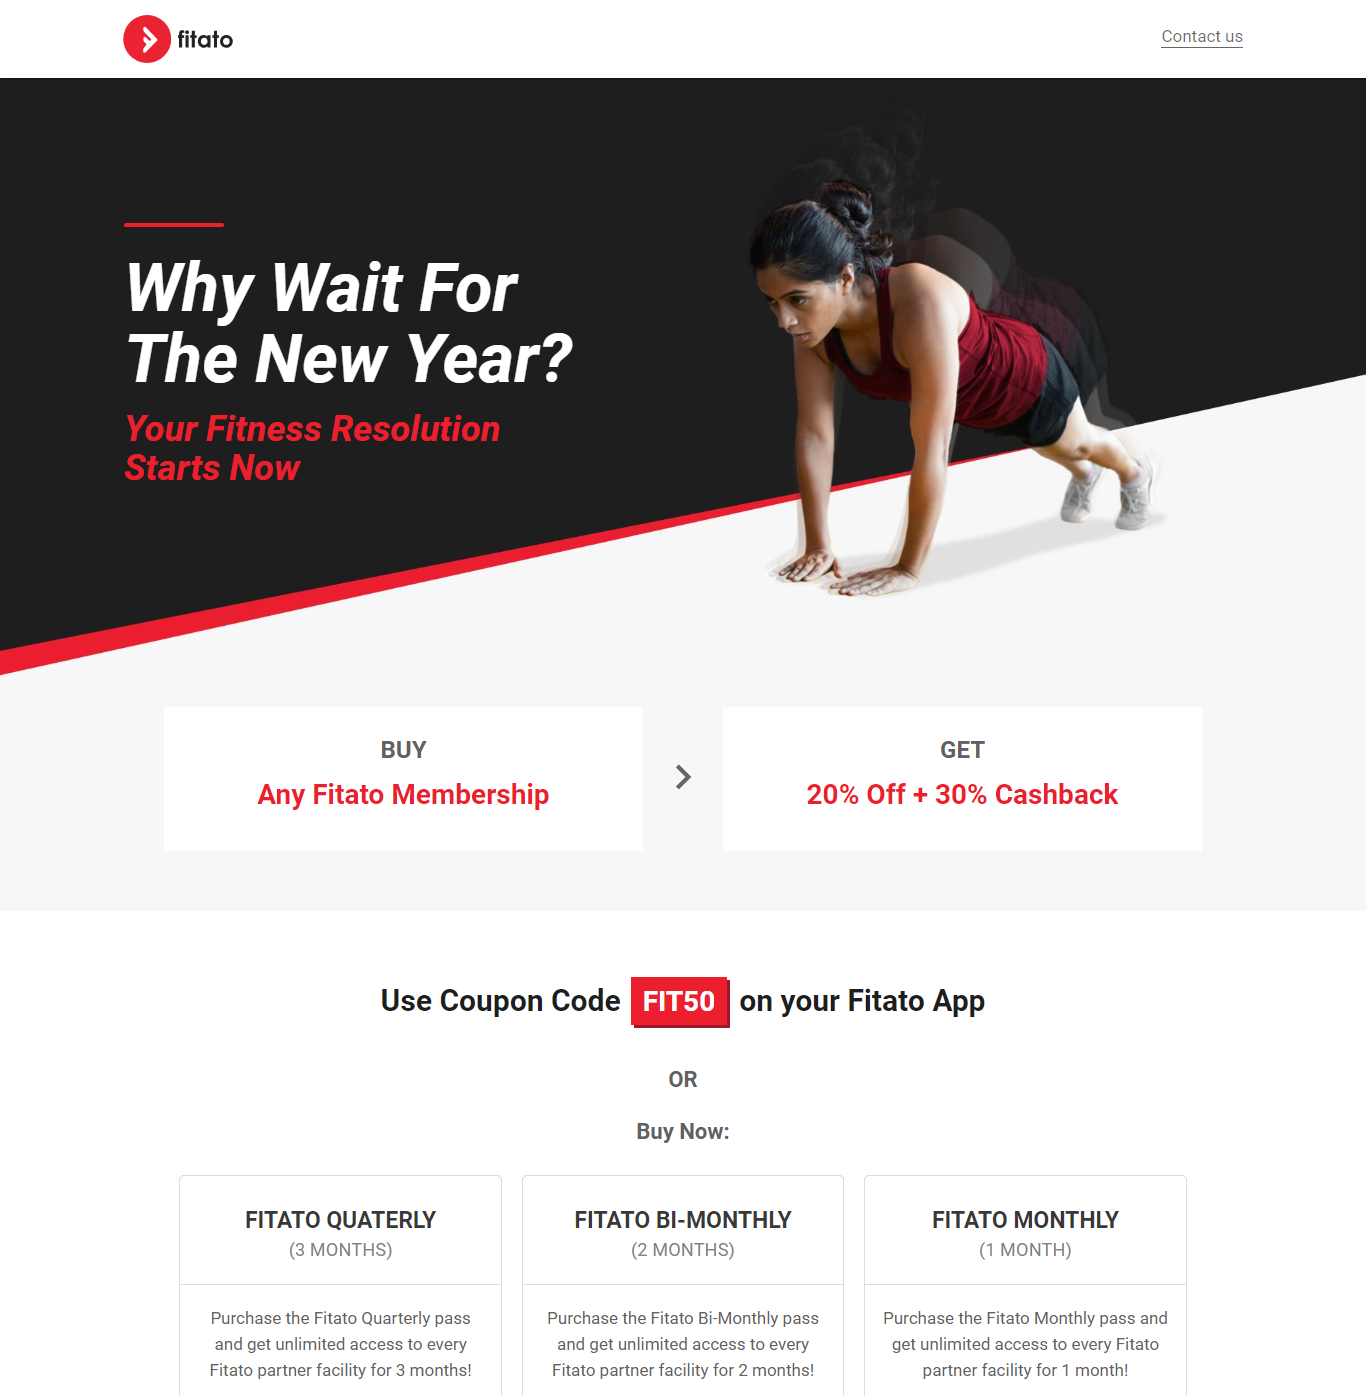 fitato
Contact us
Why Wait For
The New Year?
Your Fitness Resolution
Starts Now
BUY
Any Fitato Membership
GET
20% Off + 30% Cashback
Use Coupon Code FIT50 on your Fitato App
OR
Buy Now:
FITATO QUATERLY
(3 MONTHS)
Purchase the Fitato Quarterly pass
and get unlimited access to every
Fitato partner facility for 3 months!
FITATO BI-MONTHLY
(2 MONTHS)
Purchase the Fitato Bi-Monthly pass
and get unlimited access to every
Fitato partner facility for 2 months!
FITATO MONTHLY
(1 MONTH)
Purchase the Fitato Monthly pass and
get unlimited access to every Fitato
partner facility for 1 month!